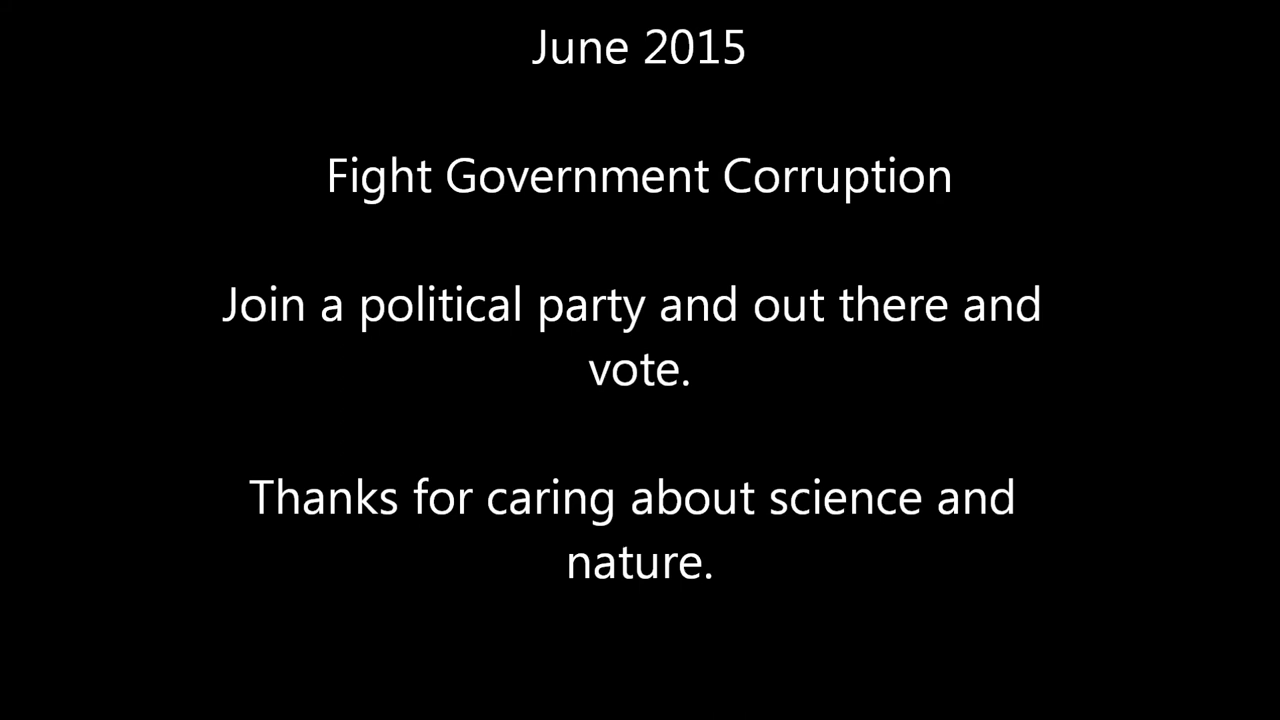 June 2015
Fight Government Corruption
Join a political party and out there and
vote.
Thanks for caring about science and
nature.